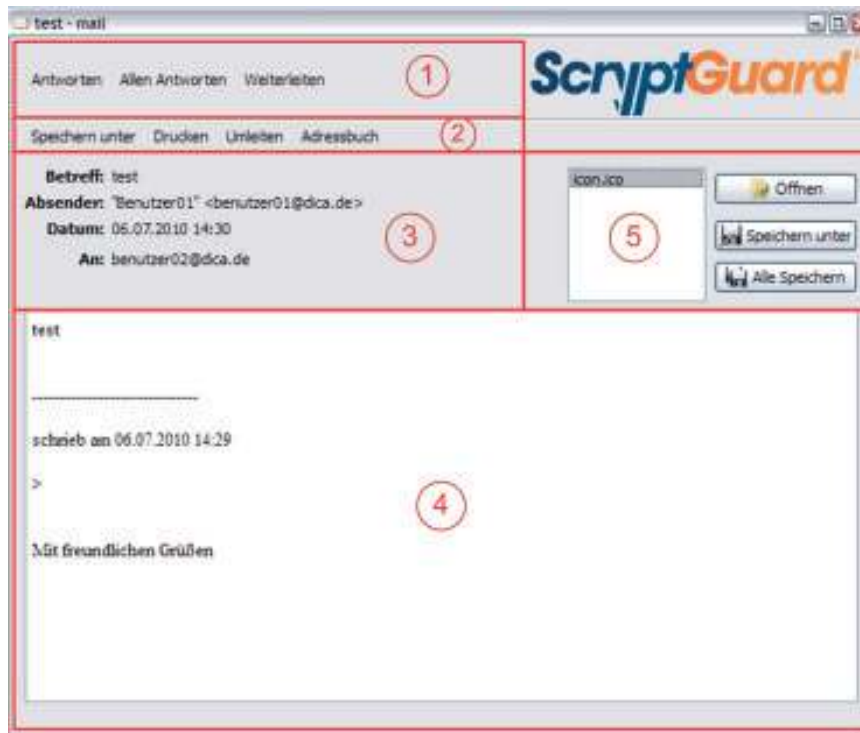 test - mail
Antworten Allen Antworten Weiterleiten
1
ScryptGuard
Speichern unter Drucken Umleiten Adressbuch
2
Betreff: test
Absender: "Benutzer01" <benutzer01@dica.de>
Datum: 06.07.2010 14:30
An: benutzer02@dica.de
3
icon.ico
5
Öffnen
Speichern unter
Alle Speichern
test
------------------------------------
schrieb am 06.07.2010 14:29
>
4
Mit freundlichen Grüßen